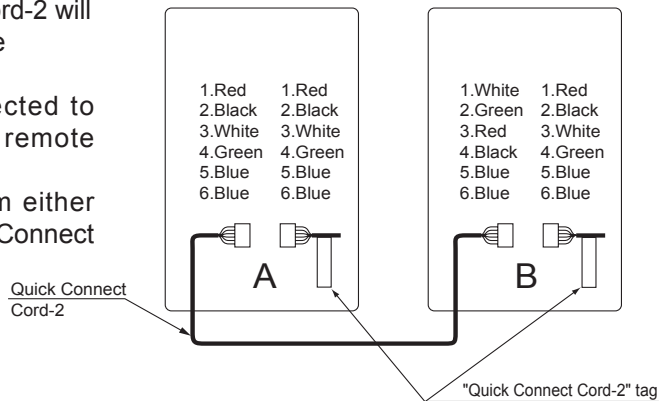 ord-2 will
e
ected to
remote
n either
Connect
1.Red 1.Red
2.Black 2.Black
3.White 3.White
4.Green 4.Green
5.Blue 5.Blue
6.Blue 6.Blue
A
1.White 1.Red
2.Green 2.Black
3.Red 3.White
4.Black 4.Green
5.Blue 5.Blue
6.Blue 6.Blue
B
Quick Connect
Cord-2
"Quick Connect Cord-2" tag